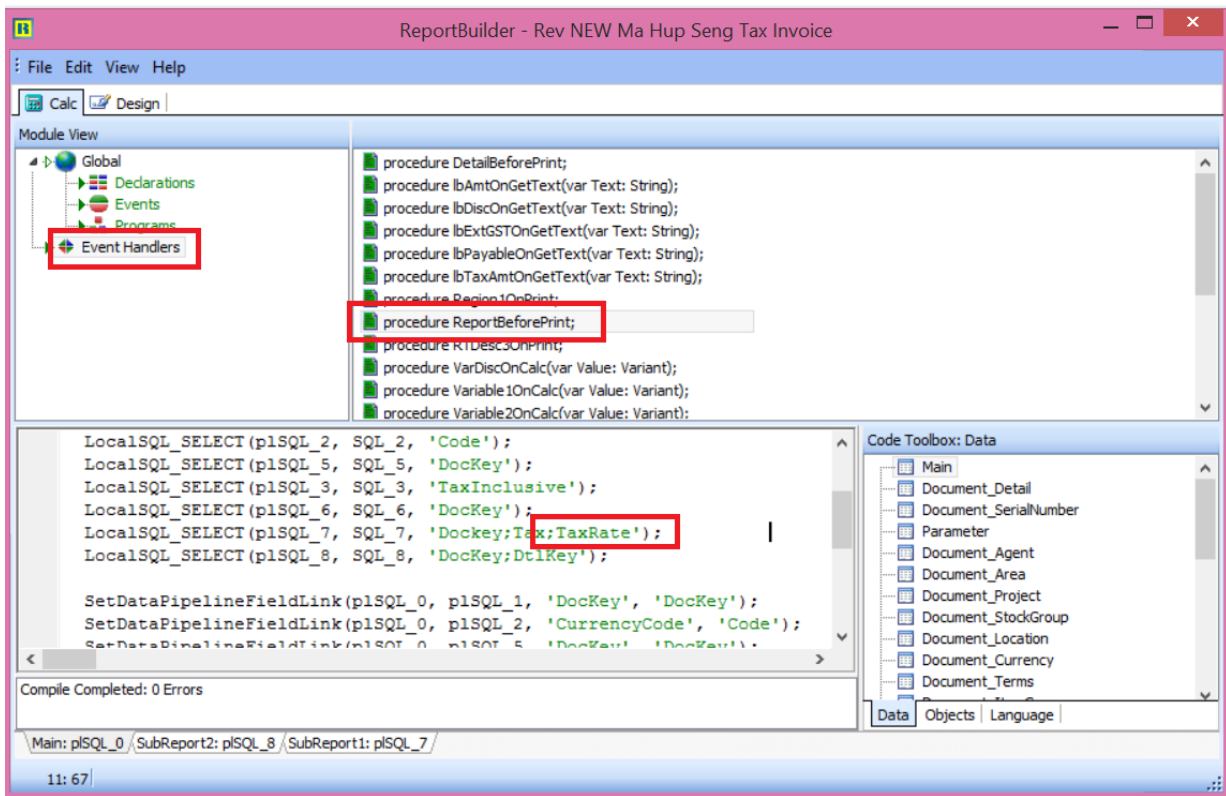 R
ReportBuilder - Rev NEW Ma Hup Seng Tax Invoice
File Edit View Help
Calc Design
Module View
Global
Declarations
Events
Programs
Event Handlers
procedure DetailBeforePrint;
procedure lbAmtOnGetText(var Text: String);
procedure lbDiscOnGetText(var Text: String);
procedure lbExtGSTOnGetText(var Text: String);
procedure lbPayableOnGetText(var Text: String);
procedure lbTaxAmtOnGetText(var Text: String);
procedure Region1OnPrint;
procedure ReportBeforePrint;
procedure RTDesc3OnPrint;
procedure VarDiscOnCalc(var Value: Variant);
procedure Variable1OnCalc(var Value: Variant);
procedure Variable2OnCalc(var Value: Variant);
LocalSQL_SELECT(plSQL_2, SQL_2, 'Code');
LocalSQL_SELECT(plSQL_5, SQL_5, 'DocKey');
LocalSQL_SELECT(plSQL_3, SQL_3, 'TaxInclusive');
LocalSQL_SELECT(plSQL_6, SQL_6, 'DocKey');
LocalSQL_SELECT(plSQL_7, SQL_7, 'Dockey;Tax;TaxRate');
LocalSQL_SELECT(plSQL_8, SQL_8, 'DocKey;DtlKey');
SetDataPipelineFieldLink(plSQL_0, plSQL_1, 'DocKey', 'DocKey');
SetDataPipelineFieldLink(plSQL_0, plSQL_2, 'CurrencyCode', 'Code');
SetDataPipelineFieldLink(plSQL_0, plSQL_5, 'DocKey', 'DocKey');
Code Toolbox: Data
Main
Document_Detail
Document_SerialNumber
Parameter
Document_Agent
Document_Area
Document_Project
Document_StockGroup
Document_Location
Document_Currency
Document_Terms
Data Objects Language
Compile Completed: 0 Errors
Main: plSQL_0 SubReport2: plSQL_8 SubReport1: plSQL_7
11: 67